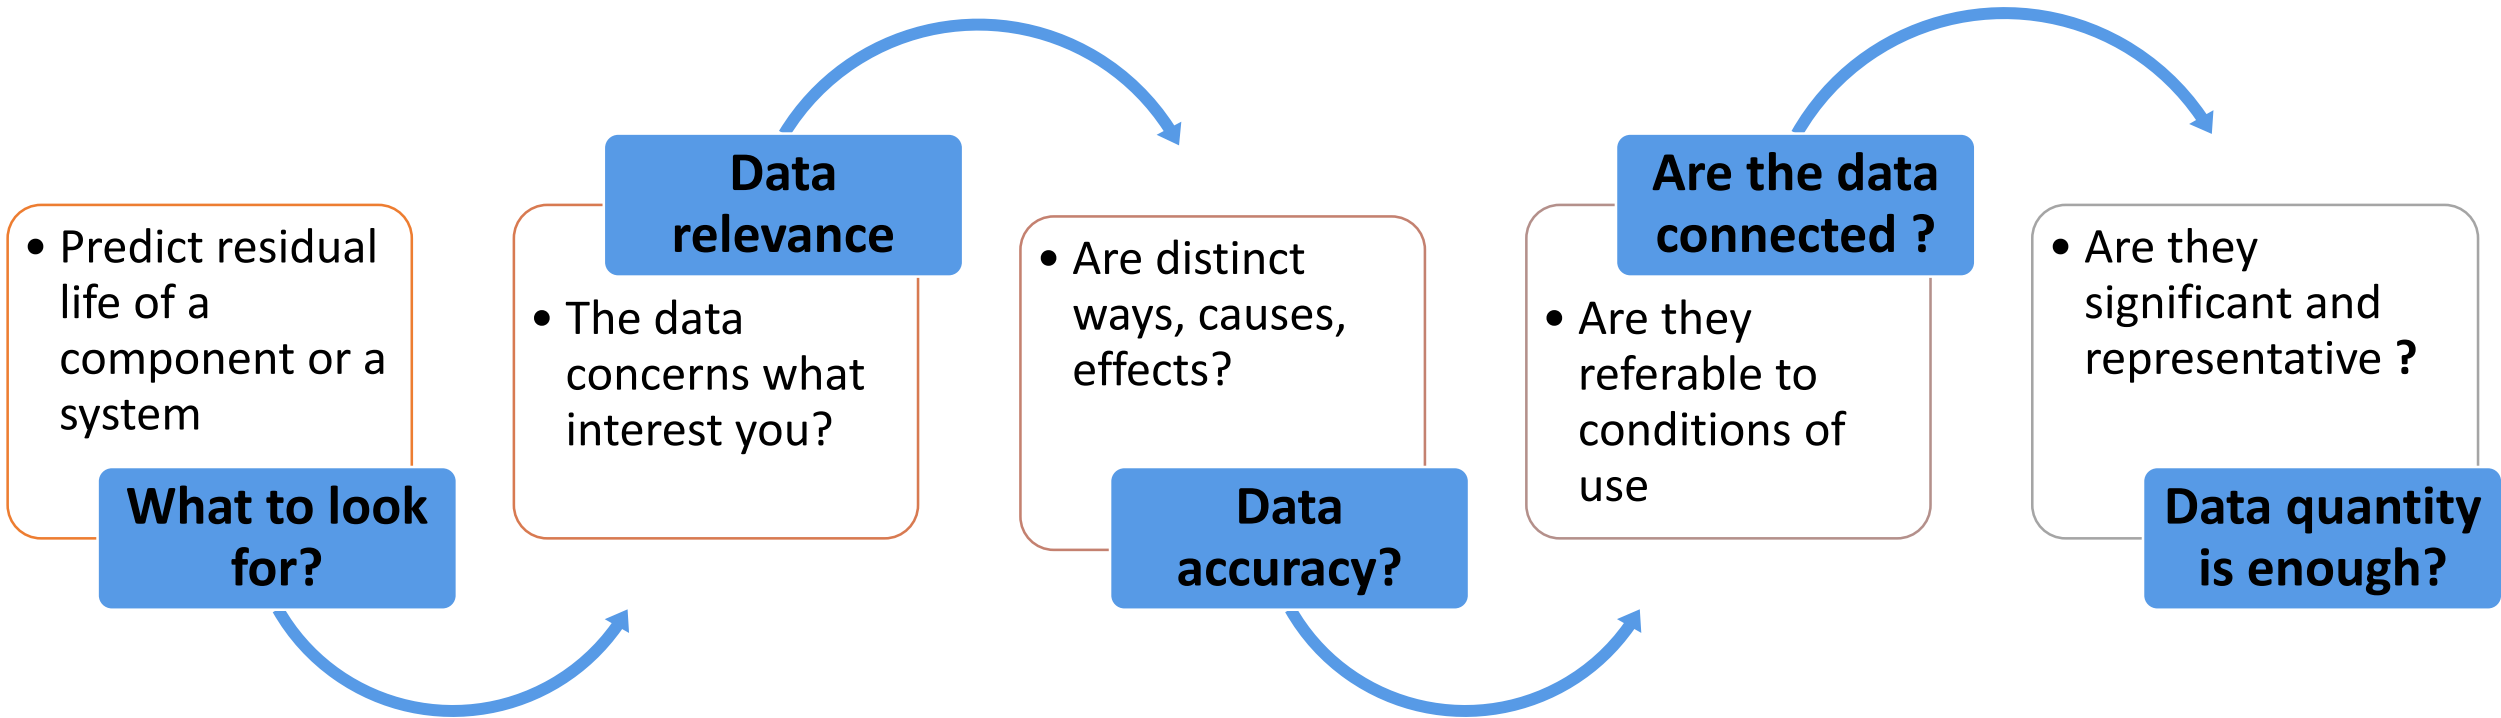 • Predict residual
life of a
component or a
system
What to look
for?
Data
relevance
• The data
concerns what
interest you?
• Are distinct
ways, causes,
effects?
Data
accuracy?
Are the data
connected ?
• Are they
referable to
conditions of
use
• Are they
significant and
representative?
Data quantity
is enough?